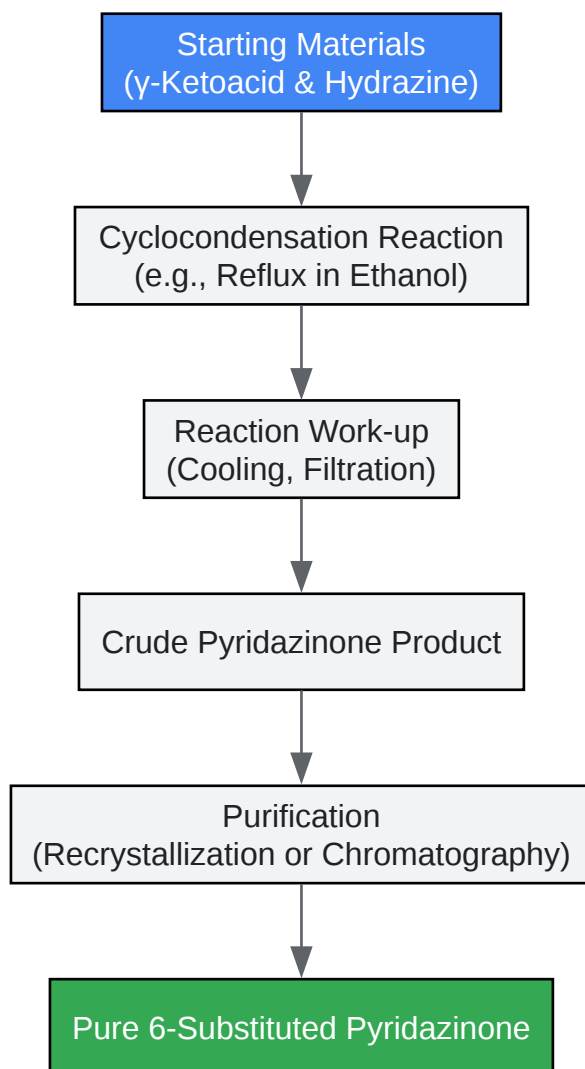 Starting Materials
(γ-Ketoacid & Hydrazine)
Cyclocondensation Reaction
(e.g., Reflux in Ethanol)
Reaction Work-up
(Cooling, Filtration)
Crude Pyridazinone Product
Purification
(Recrystallization or Chromatography)
Pure 6-Substituted Pyridazinone